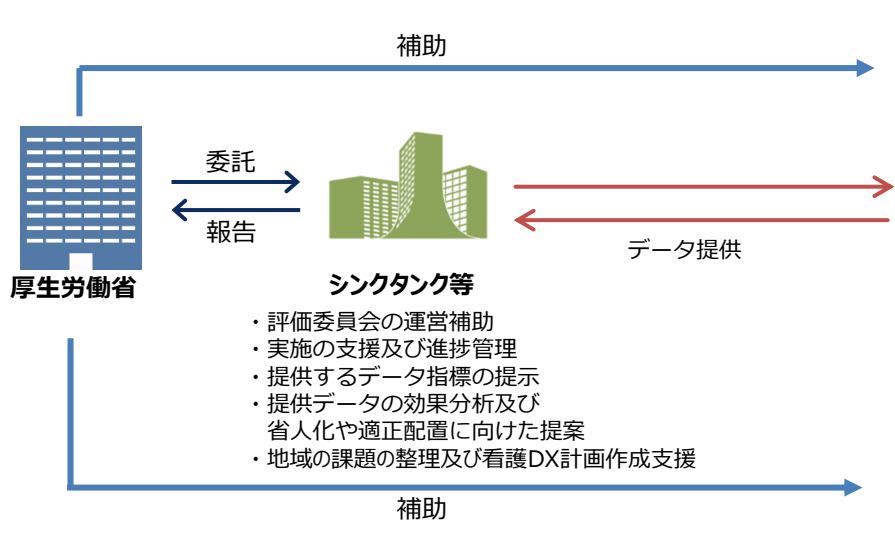 補助
委託
報告
データ提供
厚生労働省
シンクタンク等
・評価委員会の運営補助
・実施の支援及び進捗管理
・提供するデータ指標の提示
・提供データの効果分析及び
省人化や適正配置に向けた提案
・地域の課題の整理及び看護DX計画作成支援
補助